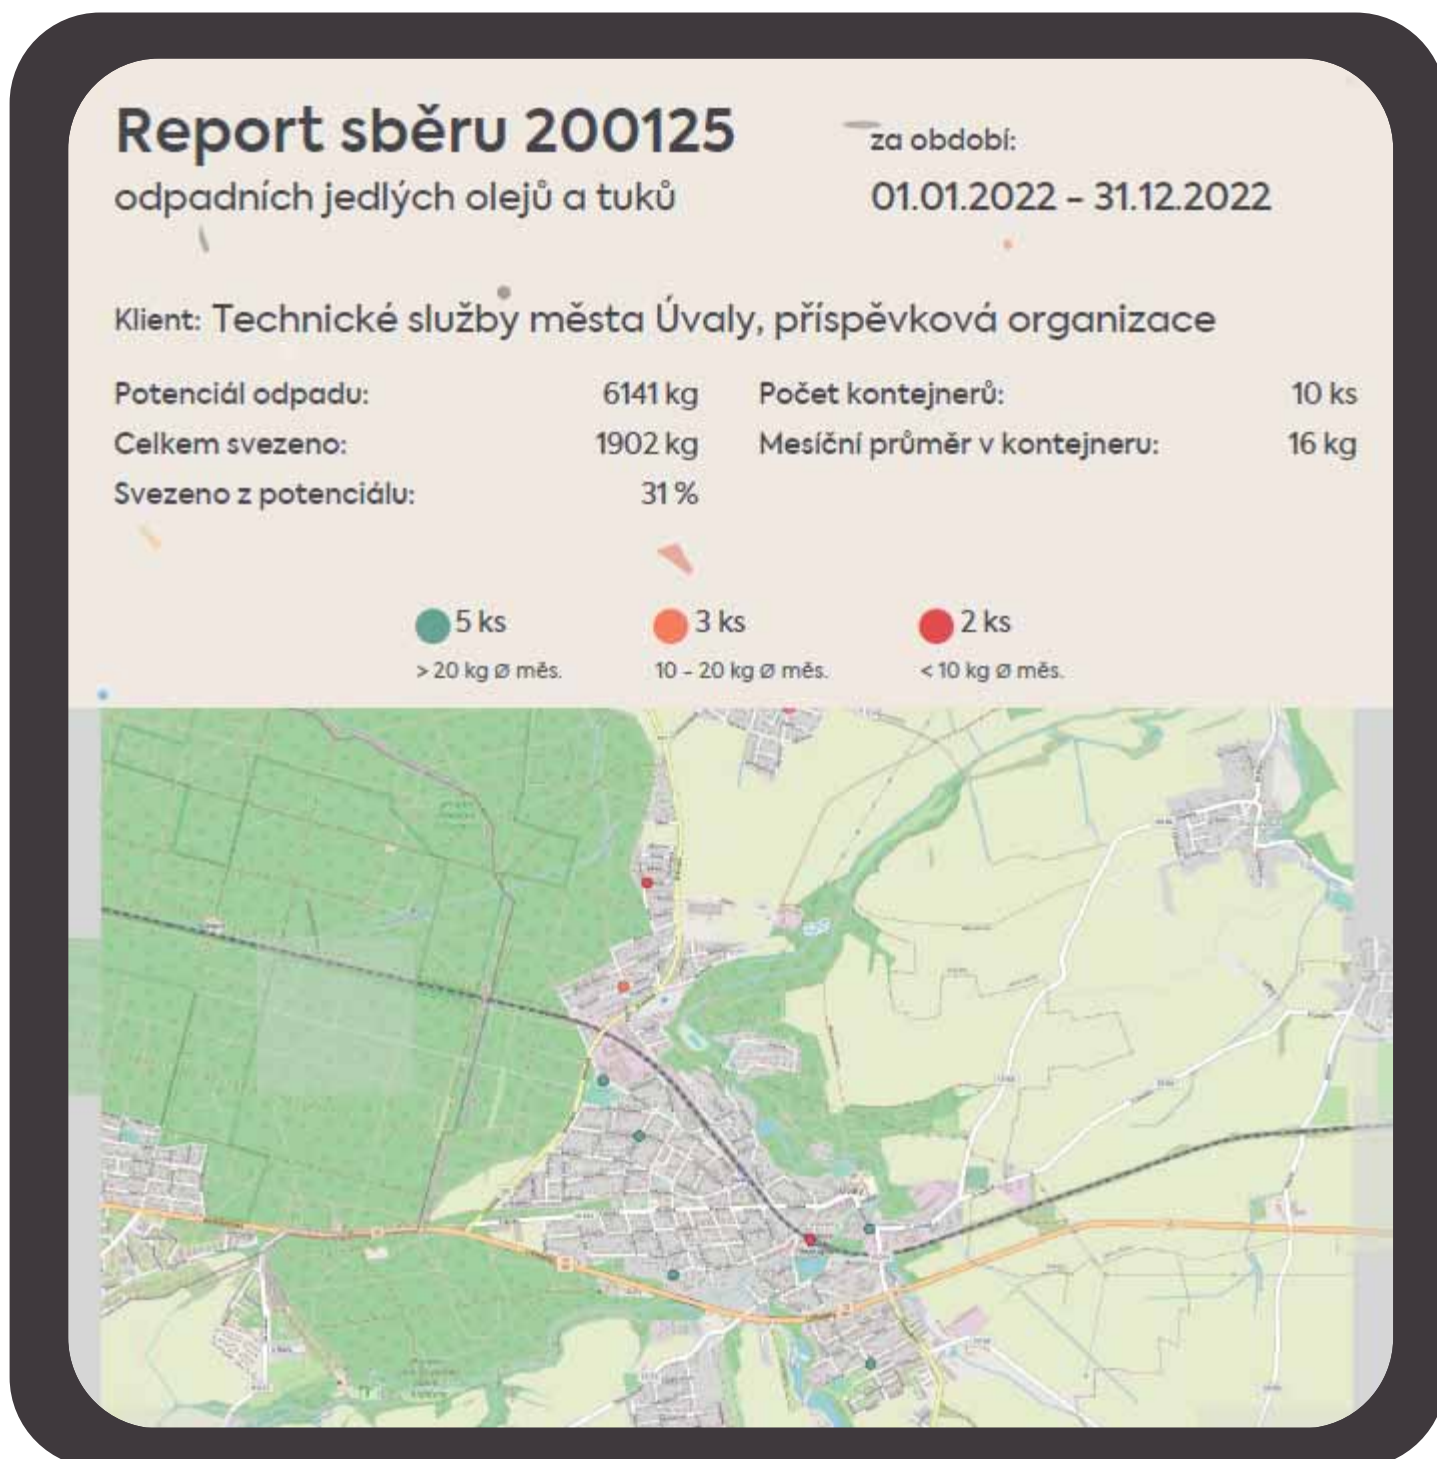 Report sběru 200125
odpadních jedlých olejů a tuků
za období:
01.01.2022 - 31.12.2022
Klient: Technické služby města Úvaly, příspěvková organizace
Potenciál odpadu: 6141 kg
Celkem svezeno: 1902 kg
Svezeno z potenciálu: 31 %
Počet kontejnerů: 10 ks
Mesíční průměr v kontejneru: 16 kg
5 ks
> 20 kg Ø měs.
3 ks
10 - 20 kg Ø měs.
2 ks
< 10 kg Ø měs.